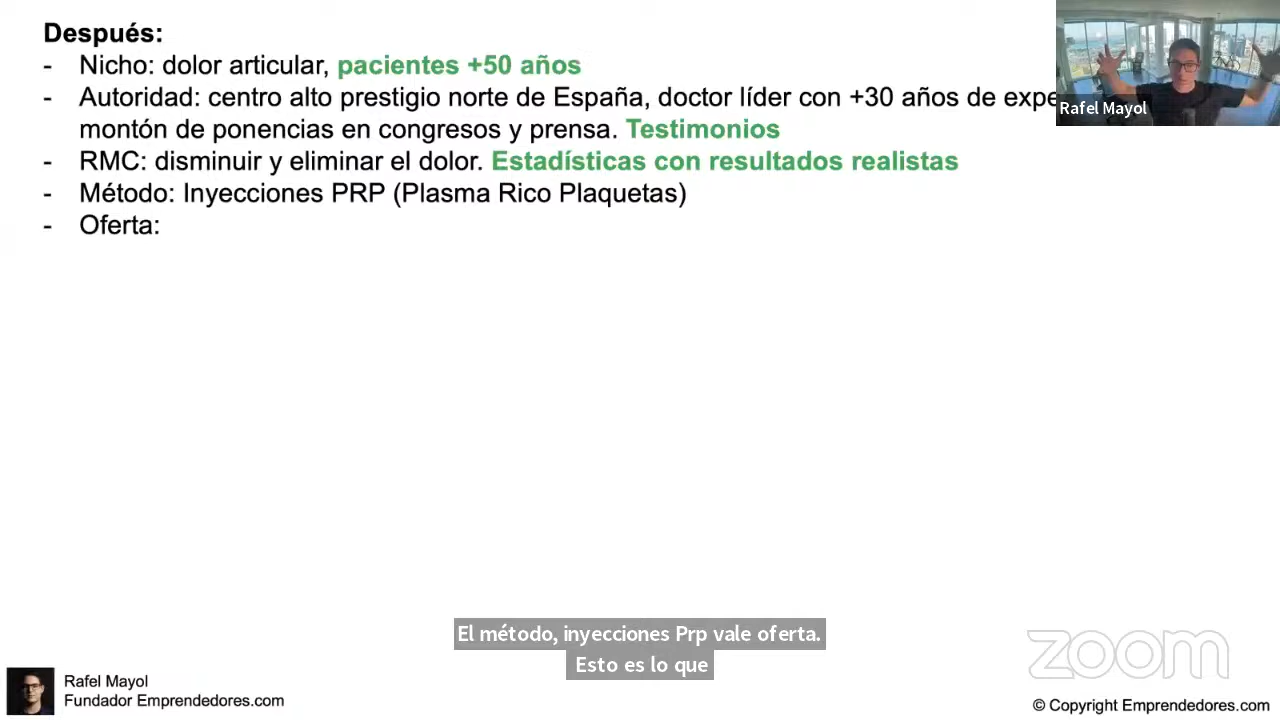 Después:
- Nicho: dolor articular, pacientes +50 años
- Autoridad: centro alto prestigio norte de España, doctor líder con +30 años de
montón de ponencias en congresos y prensa. Testimonios
- RMC: disminuir y eliminar el dolor. Estadísticas con resultados realistas
- Método: Inyecciones PRP (Plasma Rico Plaquetas)
- Oferta:
Rafel Mayol
El método, inyecciones Prp vale oferta.
Esto es lo que
zoom
Rafel Mayol
Fundador Emprendedores.com
© Copyright Emprendedores.com